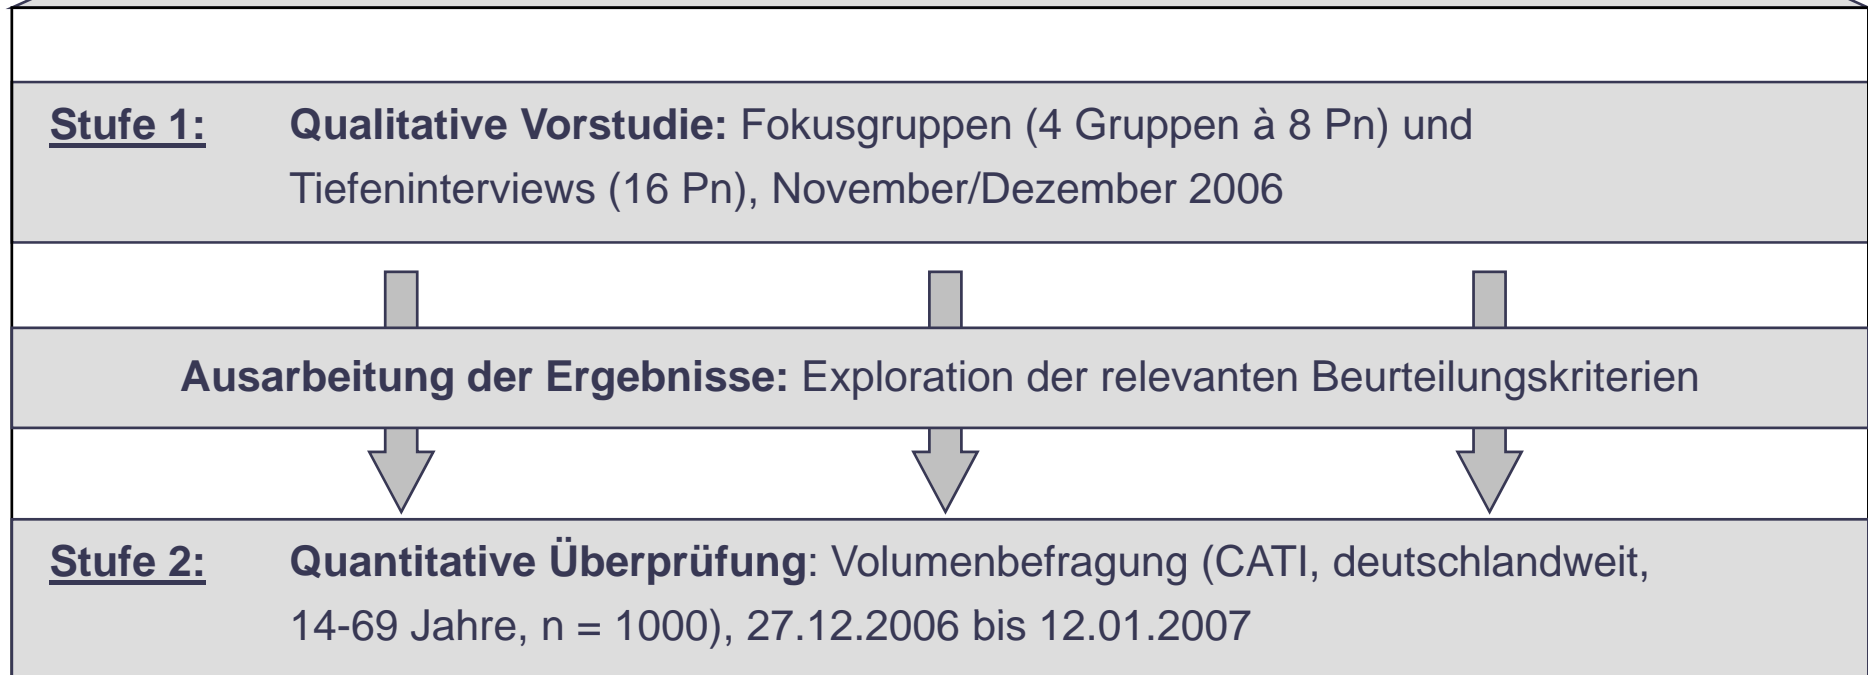 Stufe 1: Qualitative Vorstudie: Fokusgruppen (4 Gruppen à 8 Pn) und
Tiefeninterviews (16 Pn), November/Dezember 2006
Ausarbeitung der Ergebnisse: Exploration der relevanten Beurteilungskriterien
Stufe 2: Quantitative Überprüfung: Volumenbefragung (CATI, deutschlandweit,
14-69 Jahre, n = 1000), 27.12.2006 bis 12.01.2007